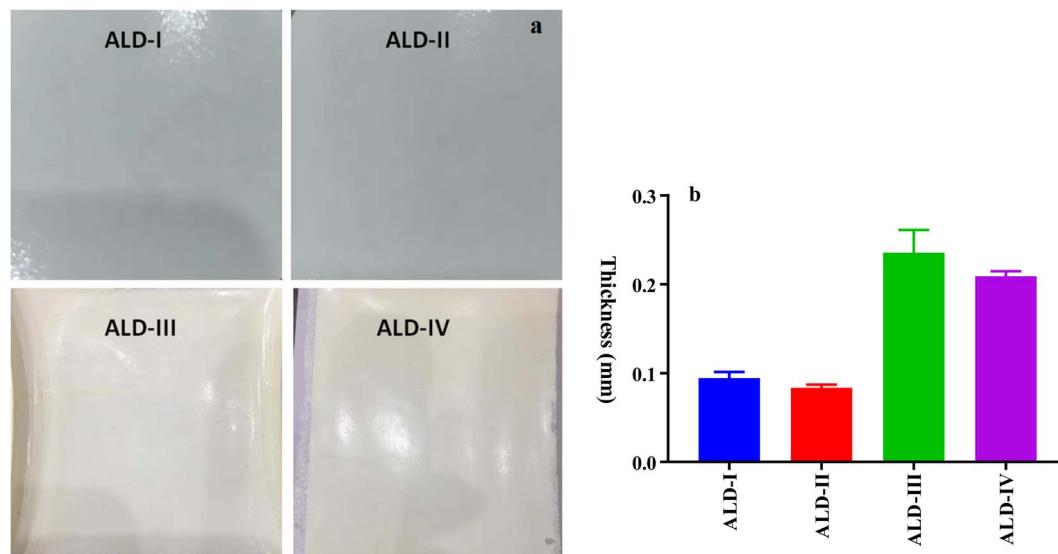 ALD-I
ALD-II
a
ALD-III
ALD-IV
b
Thickness (mm)
0.3
0.2
0.1
0.0
ALD-I
ALD-II
ALD-III
ALD-IV